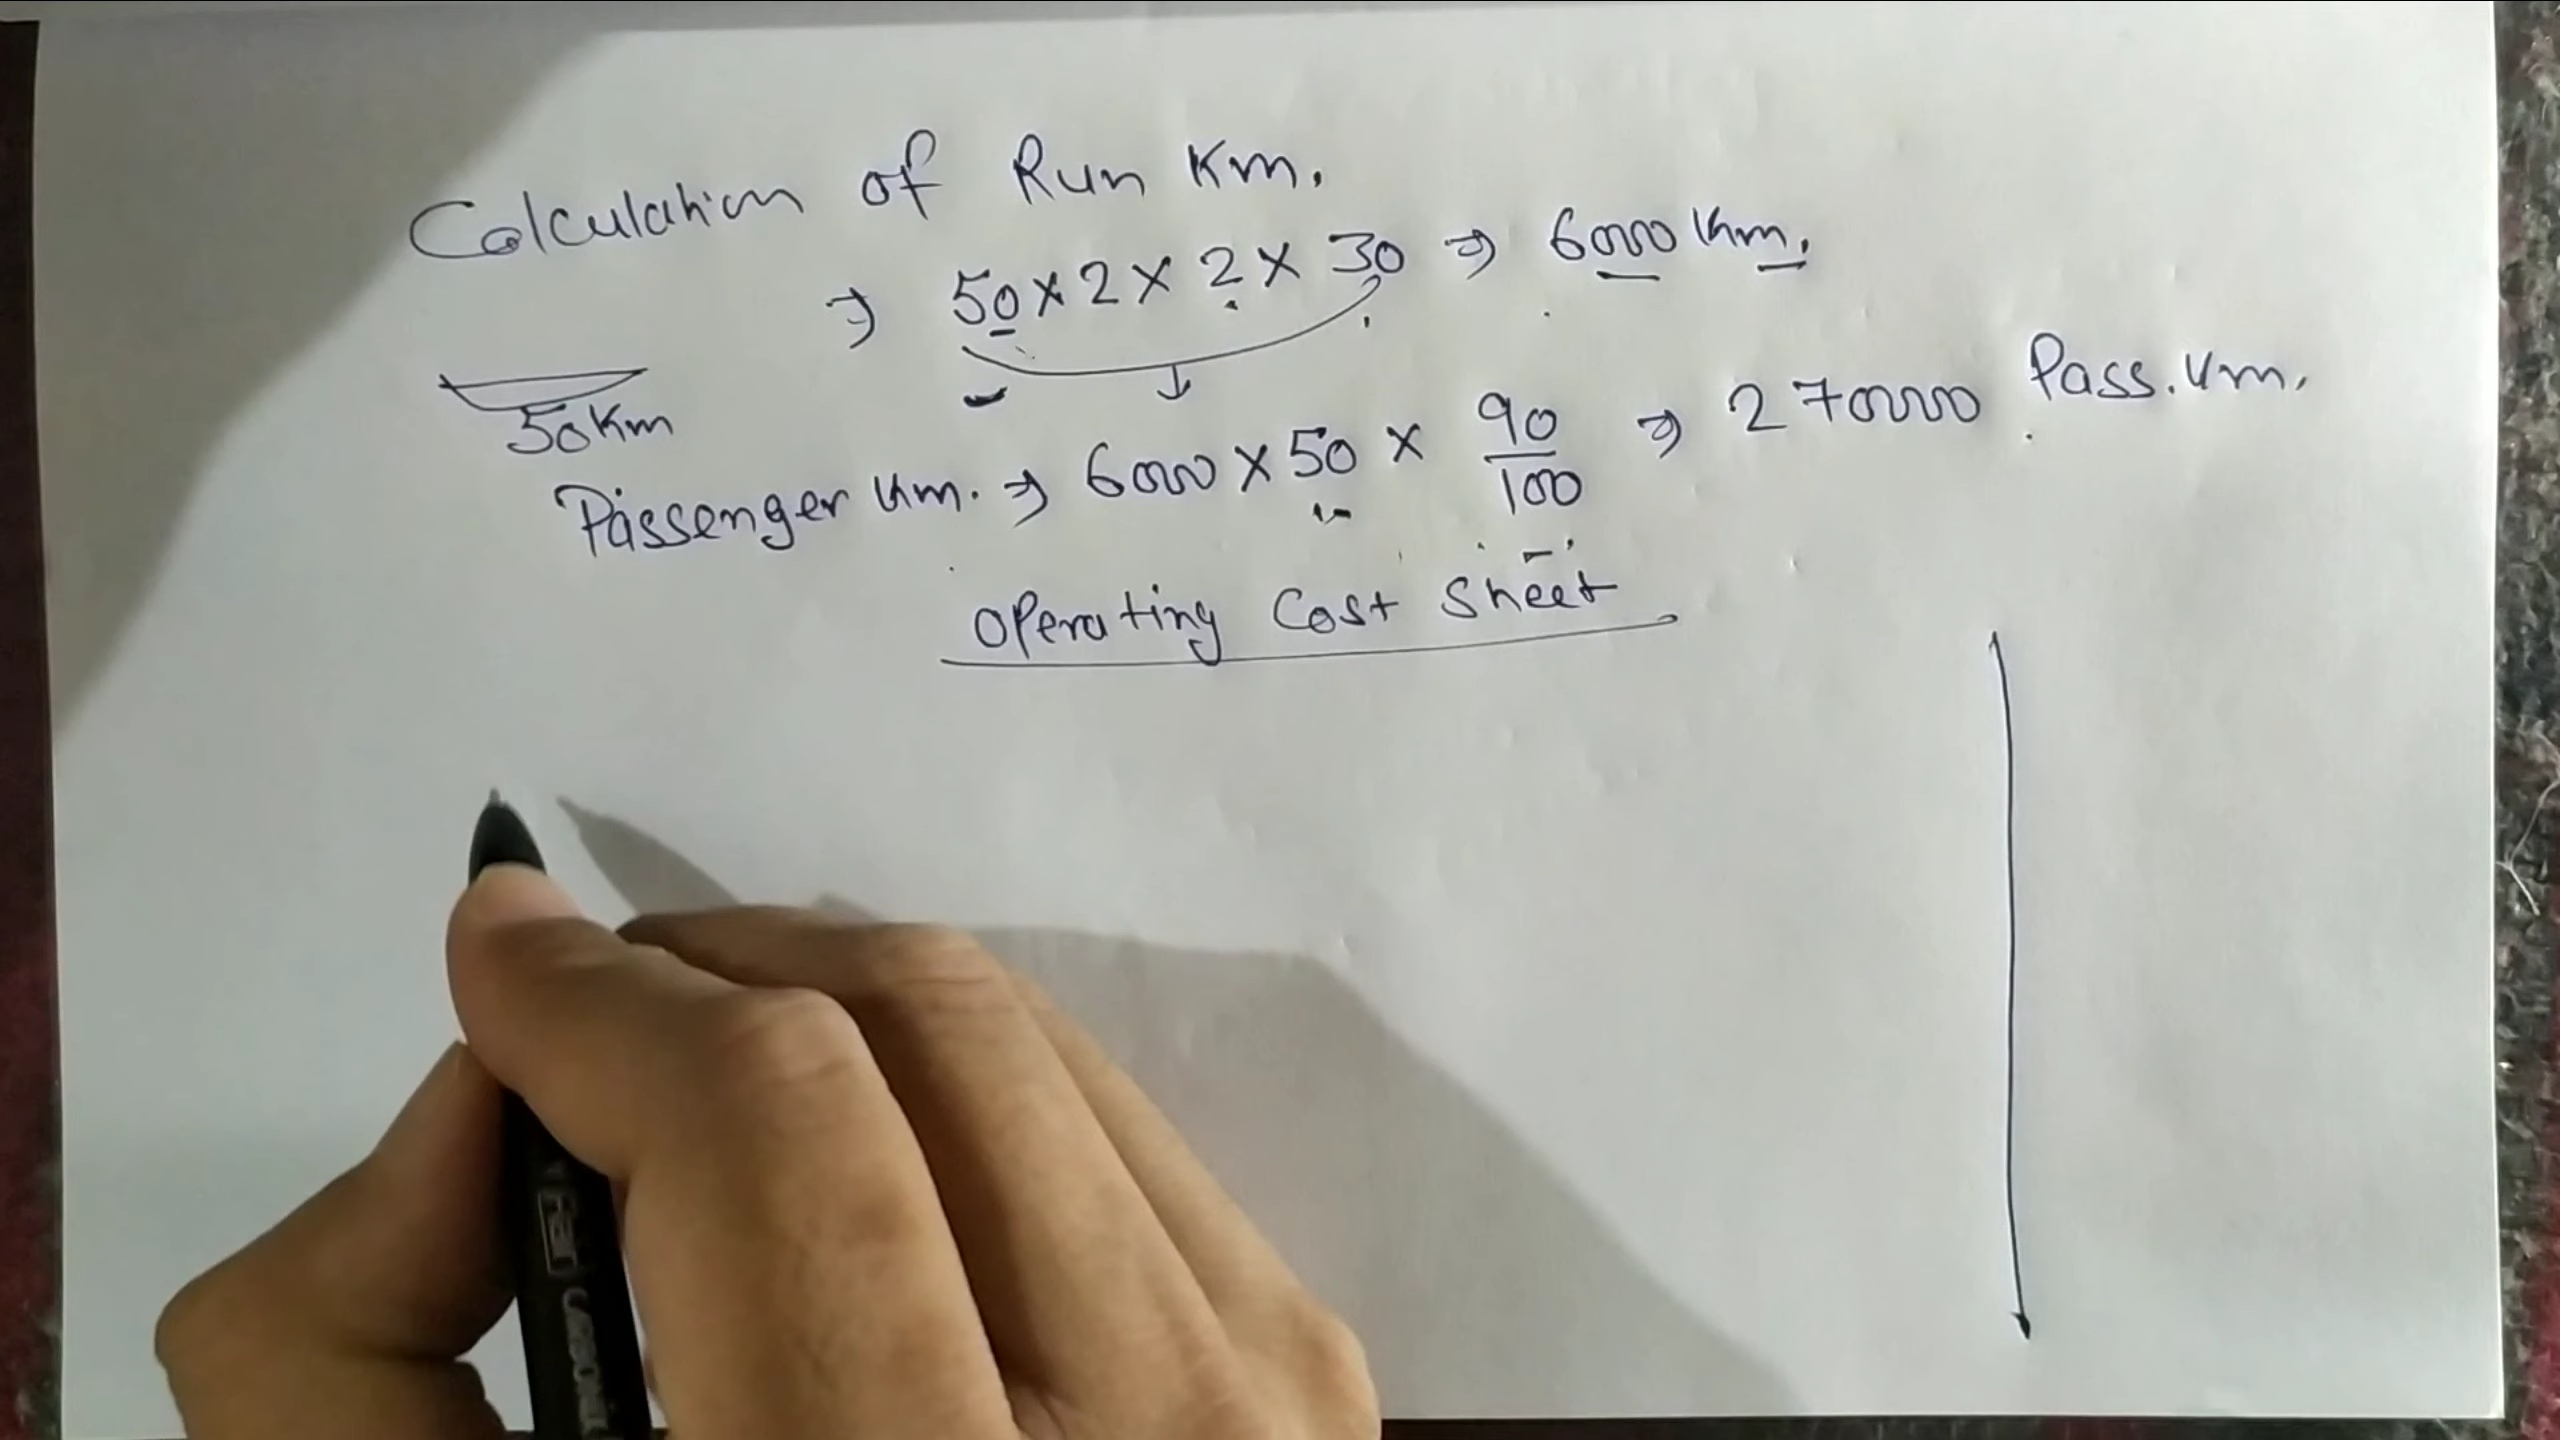 Calculation of Run Km.
⇒ 50 x 2 x 2 x 30 ⇒ 6000 Km.
50 Km
Passenger Km. ⇒ 6000 x 50 x 90/100 ⇒ 270000 Pass. Km.
Operating Cost Sheet